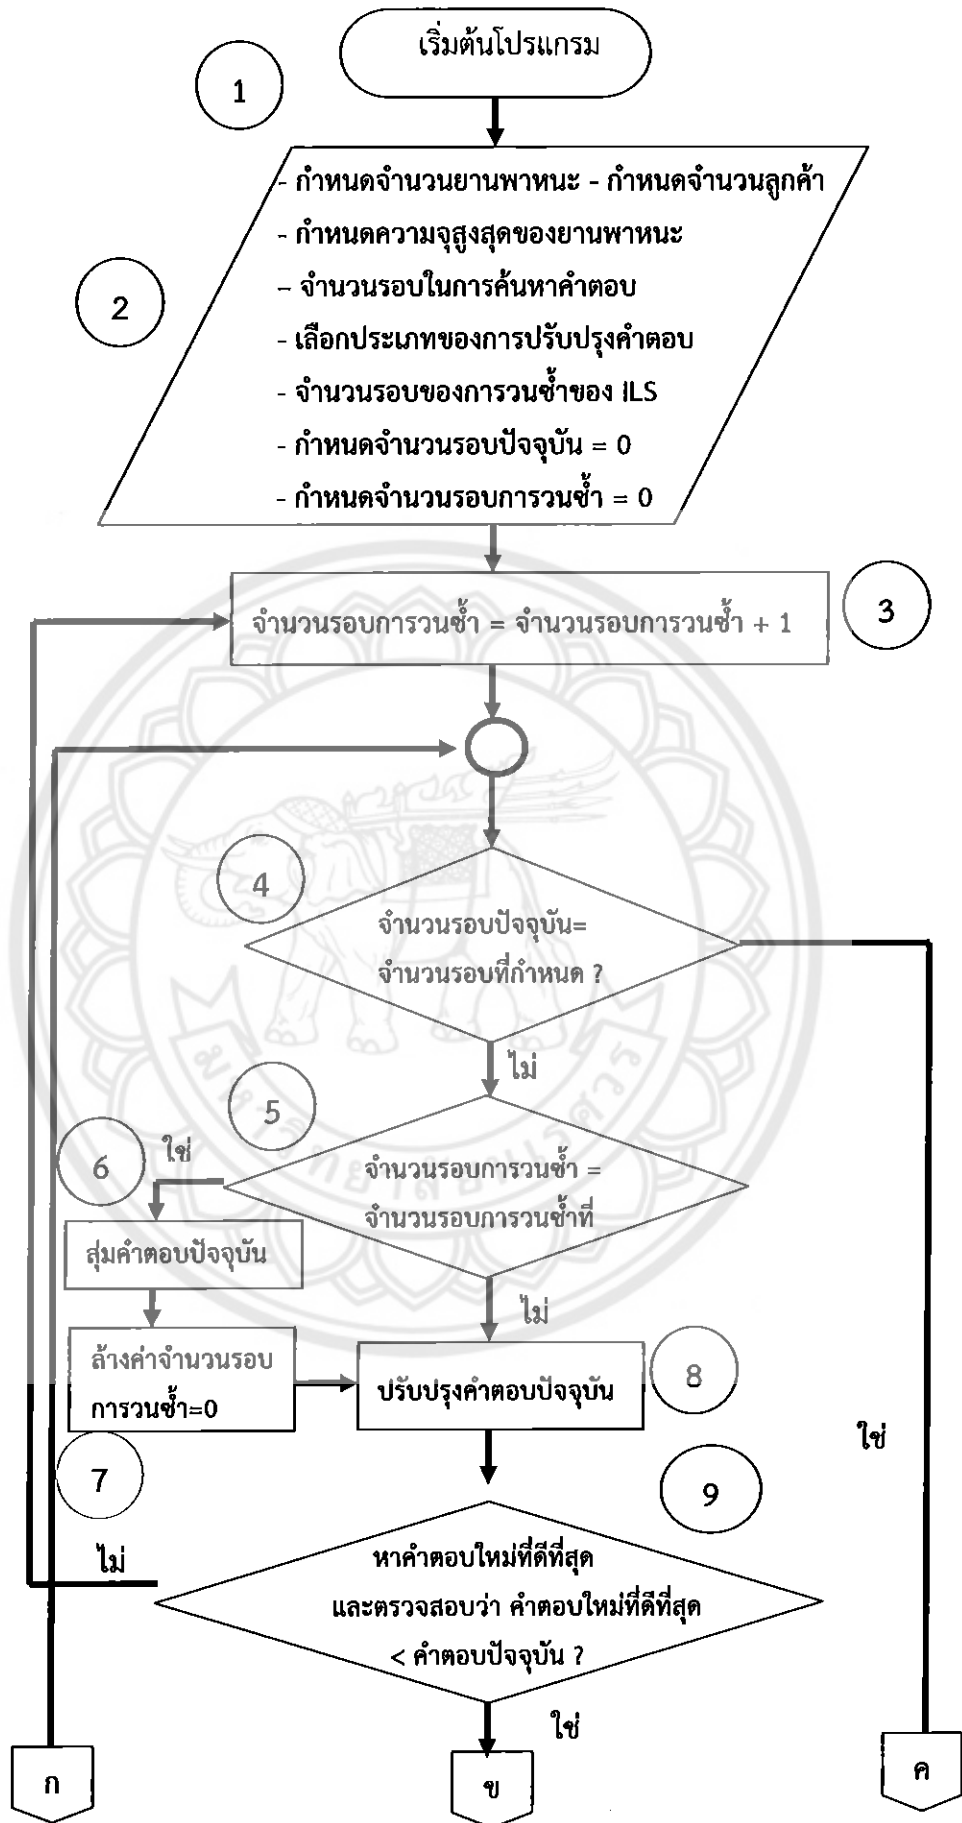 เริ่มต้นโปรแกรม
1
- กำหนดจำนวนยานพาหนะ - กำหนดจำนวนลูกค้า
- กำหนดความจุสูงสุดของยานพาหนะ
- จำนวนรอบในการค้นหาคำตอบ
2
- เลือกประเภทของการปรับปรุงคำตอบ
- จำนวนรอบของการวนซ้ำของ ILS
- กำหนดจำนวนรอบปัจจุบัน = 0
- กำหนดจำนวนรอบการวนซ้ำ = 0
3
จำนวนรอบการวนซ้ำ = จำนวนรอบการวนซ้ำ + 1
4
จำนวนรอบปัจจุบัน=
จำนวนรอบที่กำหนด ?
ไม่
มหาวิทยาลัยนเรศวร
5
6
ใช่
จำนวนรอบการวนซ้ำ =
จำนวนรอบการวนซ้ำที่
สุ่มคำตอบปัจจุบัน
ไม่
ล้างค่าจำนวนรอบ
การวนซ้ำ=0
ปรับปรุงคำตอบปัจจุบัน
8
ใช่
7
9
ไม่
หาคำตอบใหม่ที่ดีที่สุด
และตรวจสอบว่า คำตอบใหม่ที่ดีที่สุด
< คำตอบปัจจุบัน ?
ใช่
ก
ข
ค